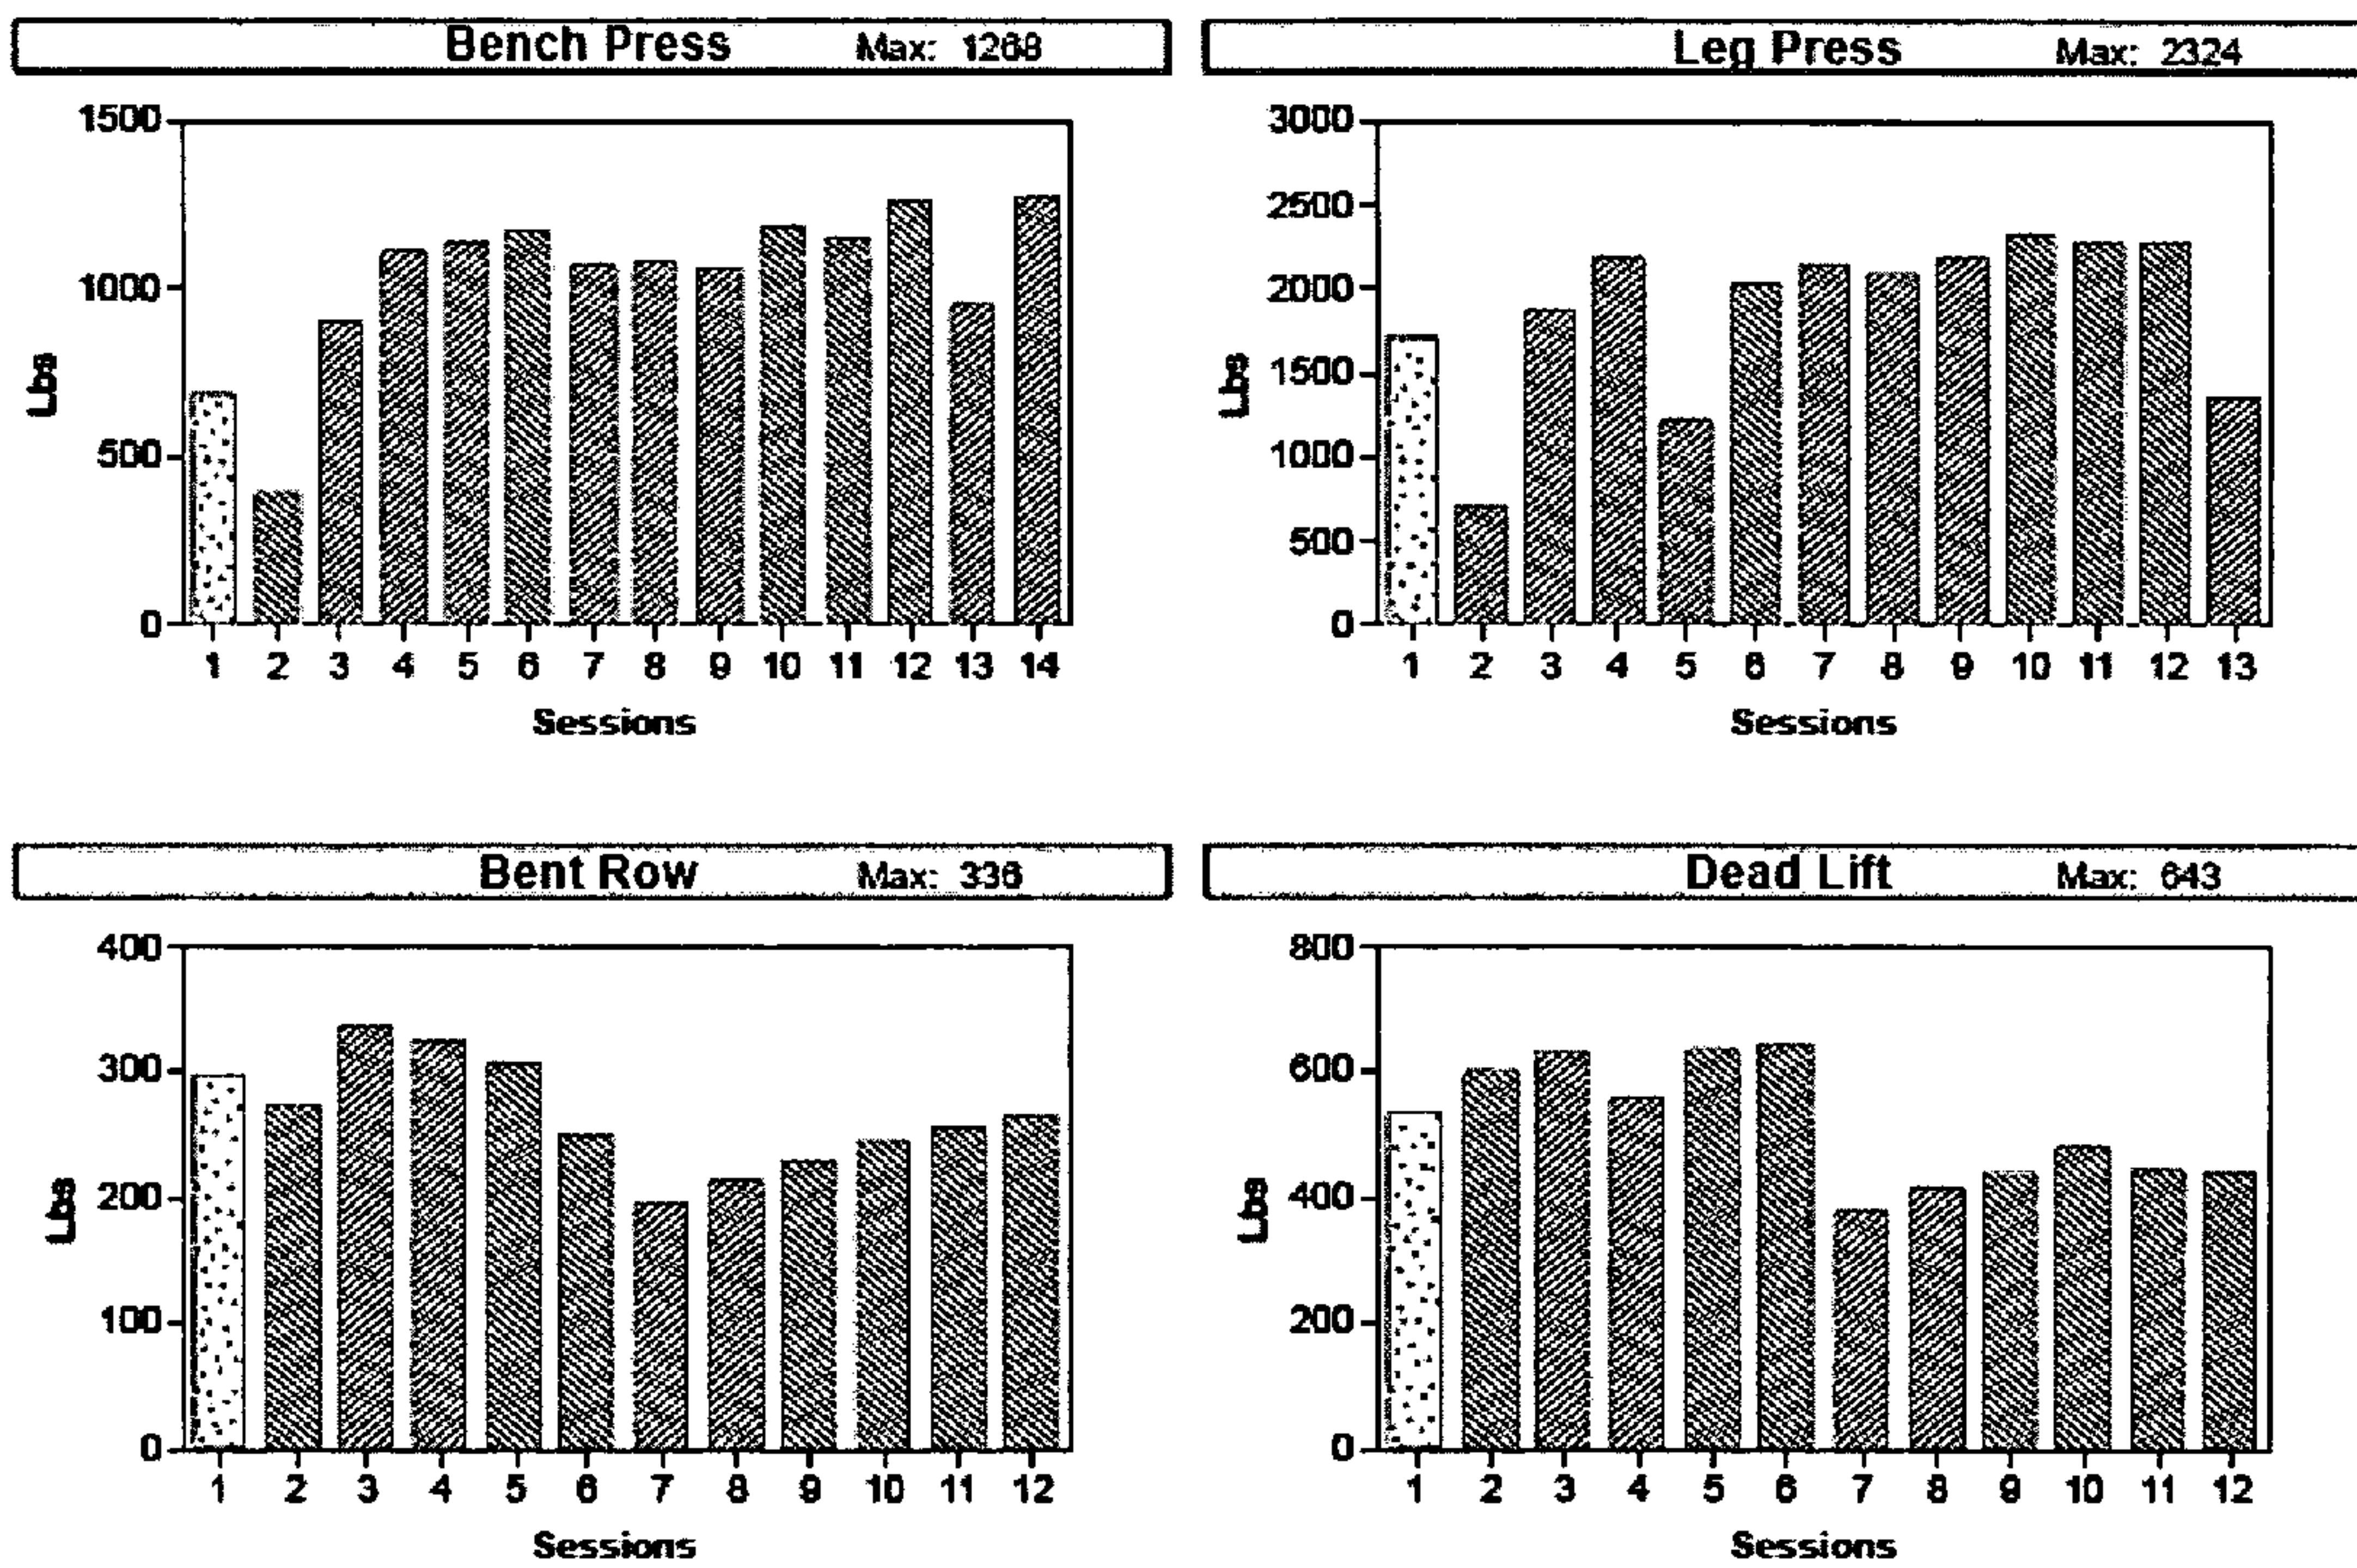 Bench Press Max: 1268
1500
1000
500
0
Lbs
1 2 3 4 5 6 7 8 9 10 11 12 13 14
Sessions
Leg Press Max: 2324
3000
2500
2000
1500
1000
500
0
Lbs
1 2 3 4 5 6 7 8 9 10 11 12 13
Sessions
Bent Row Max: 336
400
300
200
100
0
Lbs
1 2 3 4 5 6 7 8 9 10 11 12
Sessions
Dead Lift Max: 643
800
600
400
200
0
Lbs
1 2 3 4 5 6 7 8 9 10 11 12
Sessions